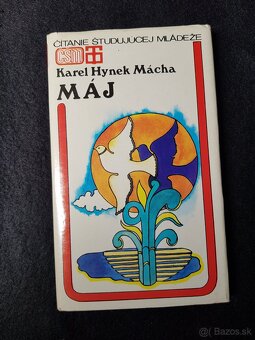 ČÍTANIE ŠTUDUJÚCEJ MLÁDEŽE
Karel Hynek Mácha
MÁJ
Bazos.sk